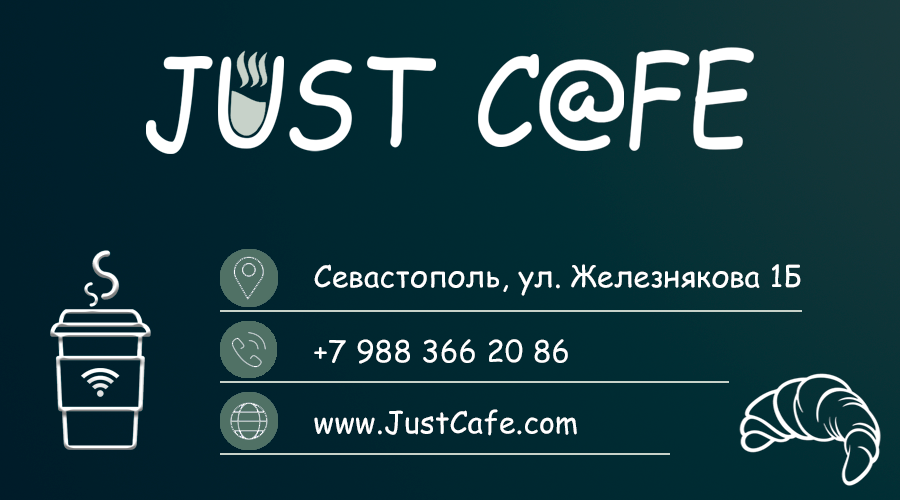 JUST C@FE
Севастополь, ул. Железнякова 1Б
+7 988 366 20 86
www.JustCafe.com